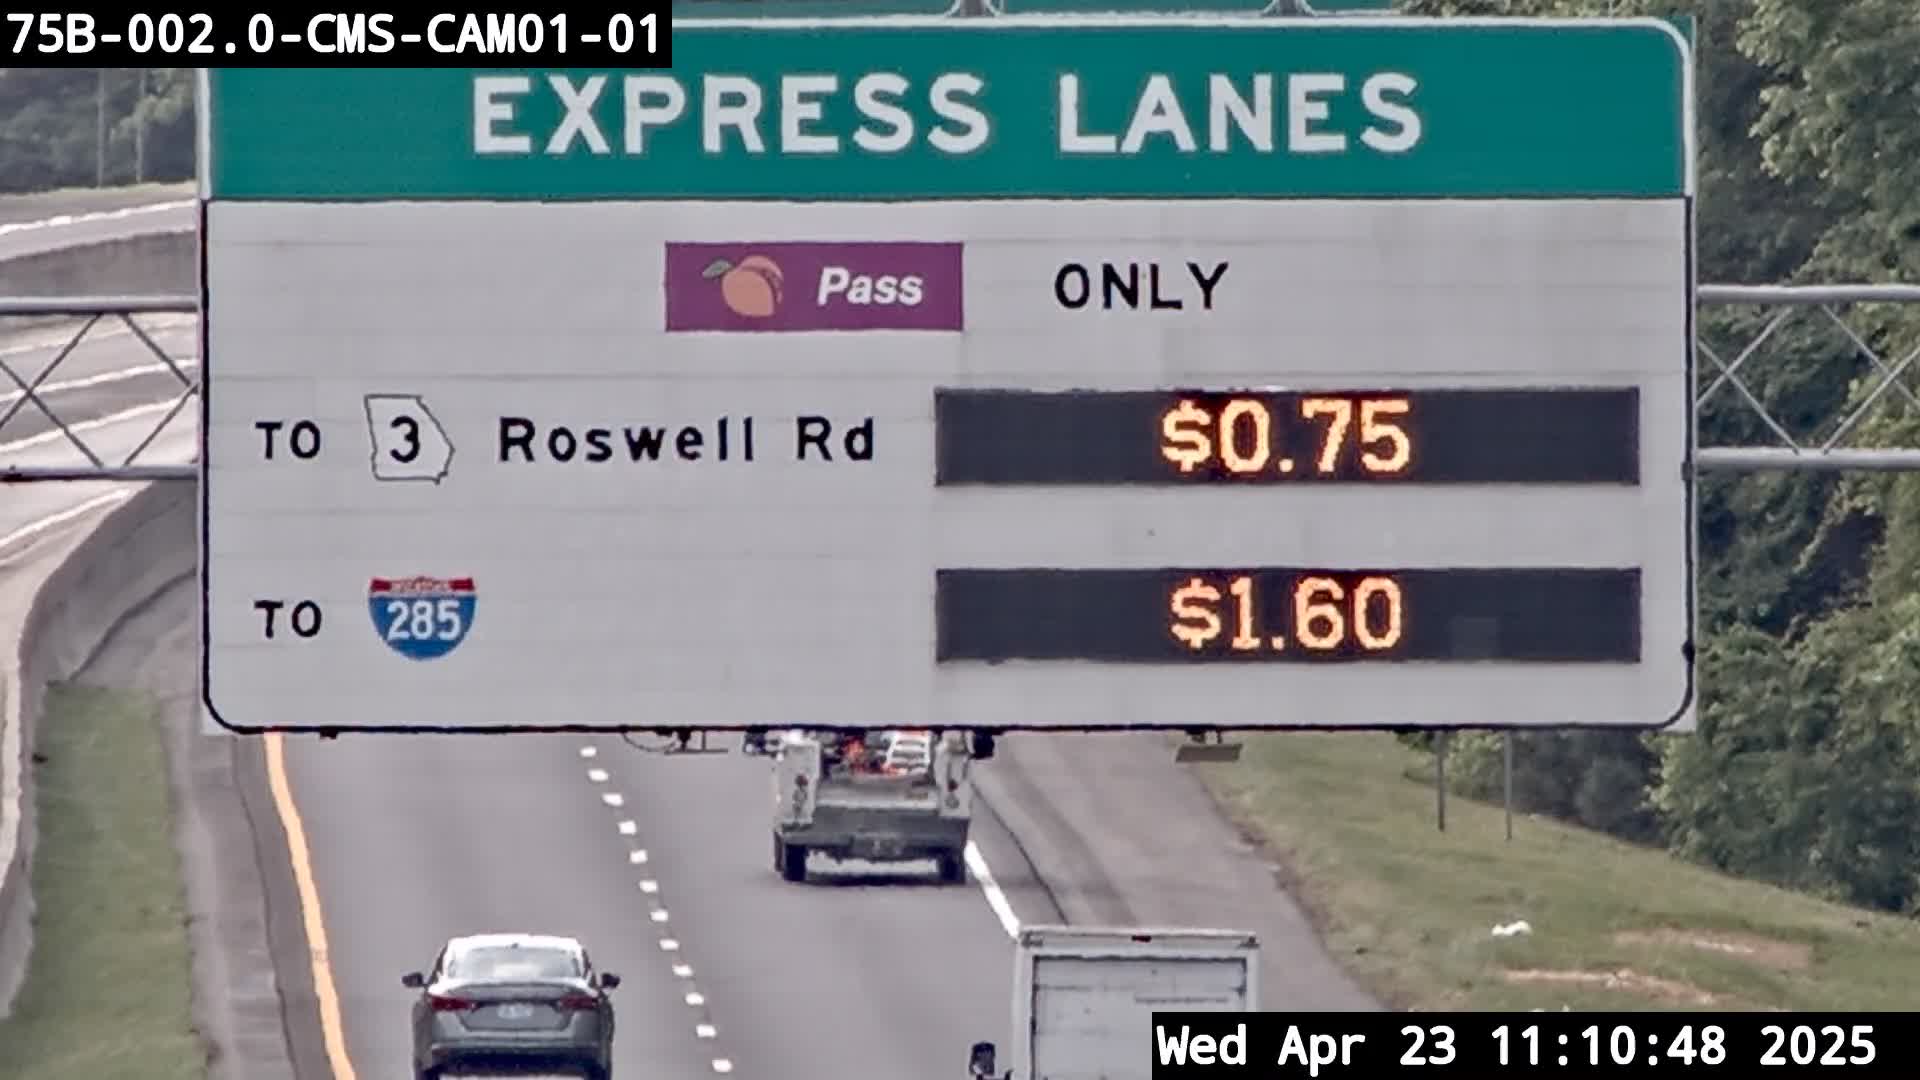 75B-002.0-CMS-CAM01-01
EXPRESS LANES
Pass ONLY
TO 3 Roswell Rd $0.75
TO 285 $1.60
Wed Apr 23 11:10:48 2025